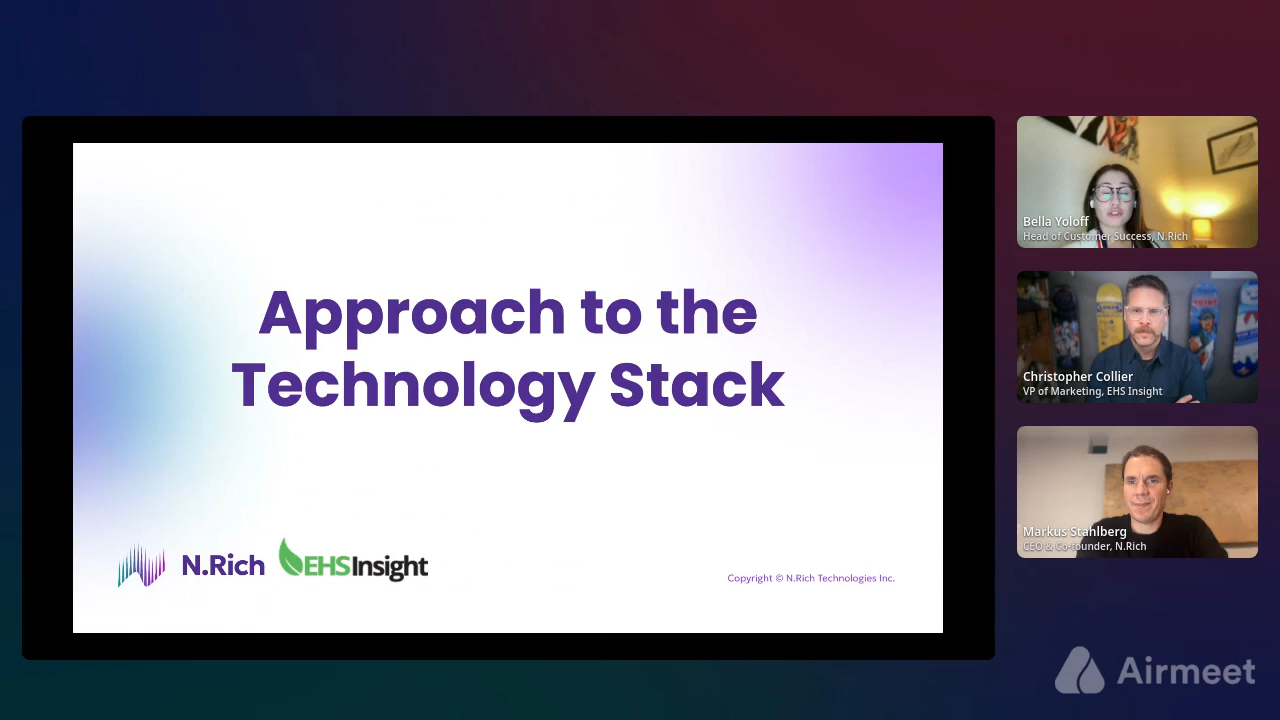 Approach to the
Technology Stack
N.Rich
EHSInsight
Copyright © N.Rich Technologies Inc.
Bella Yoloff
Head of Customer Success, N.Rich
Christopher Collier
VP of Marketing, EHS Insight
Markus Stahlberg
CEO & Co-founder, N.Rich
Airmeet